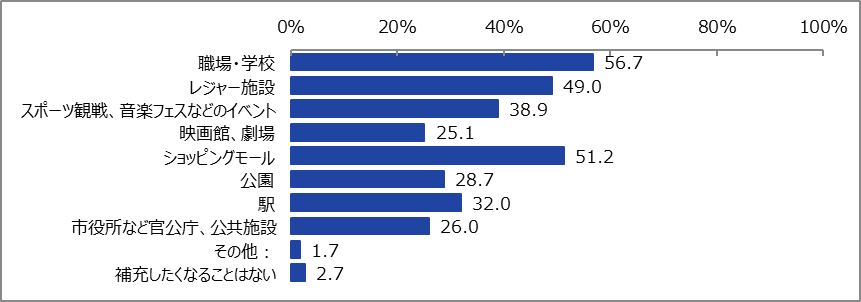 0% 20% 40% 60% 80% 100%
職場・学校 56.7
レジャー施設 49.0
スポーツ観戦、音楽フェスなどのイベント 38.9
映画館、劇場 25.1
ショッピングモール 51.2
公園 28.7
駅 32.0
市役所など官公庁、公共施設 26.0
その他： 1.7
補充したくなることはない 2.7